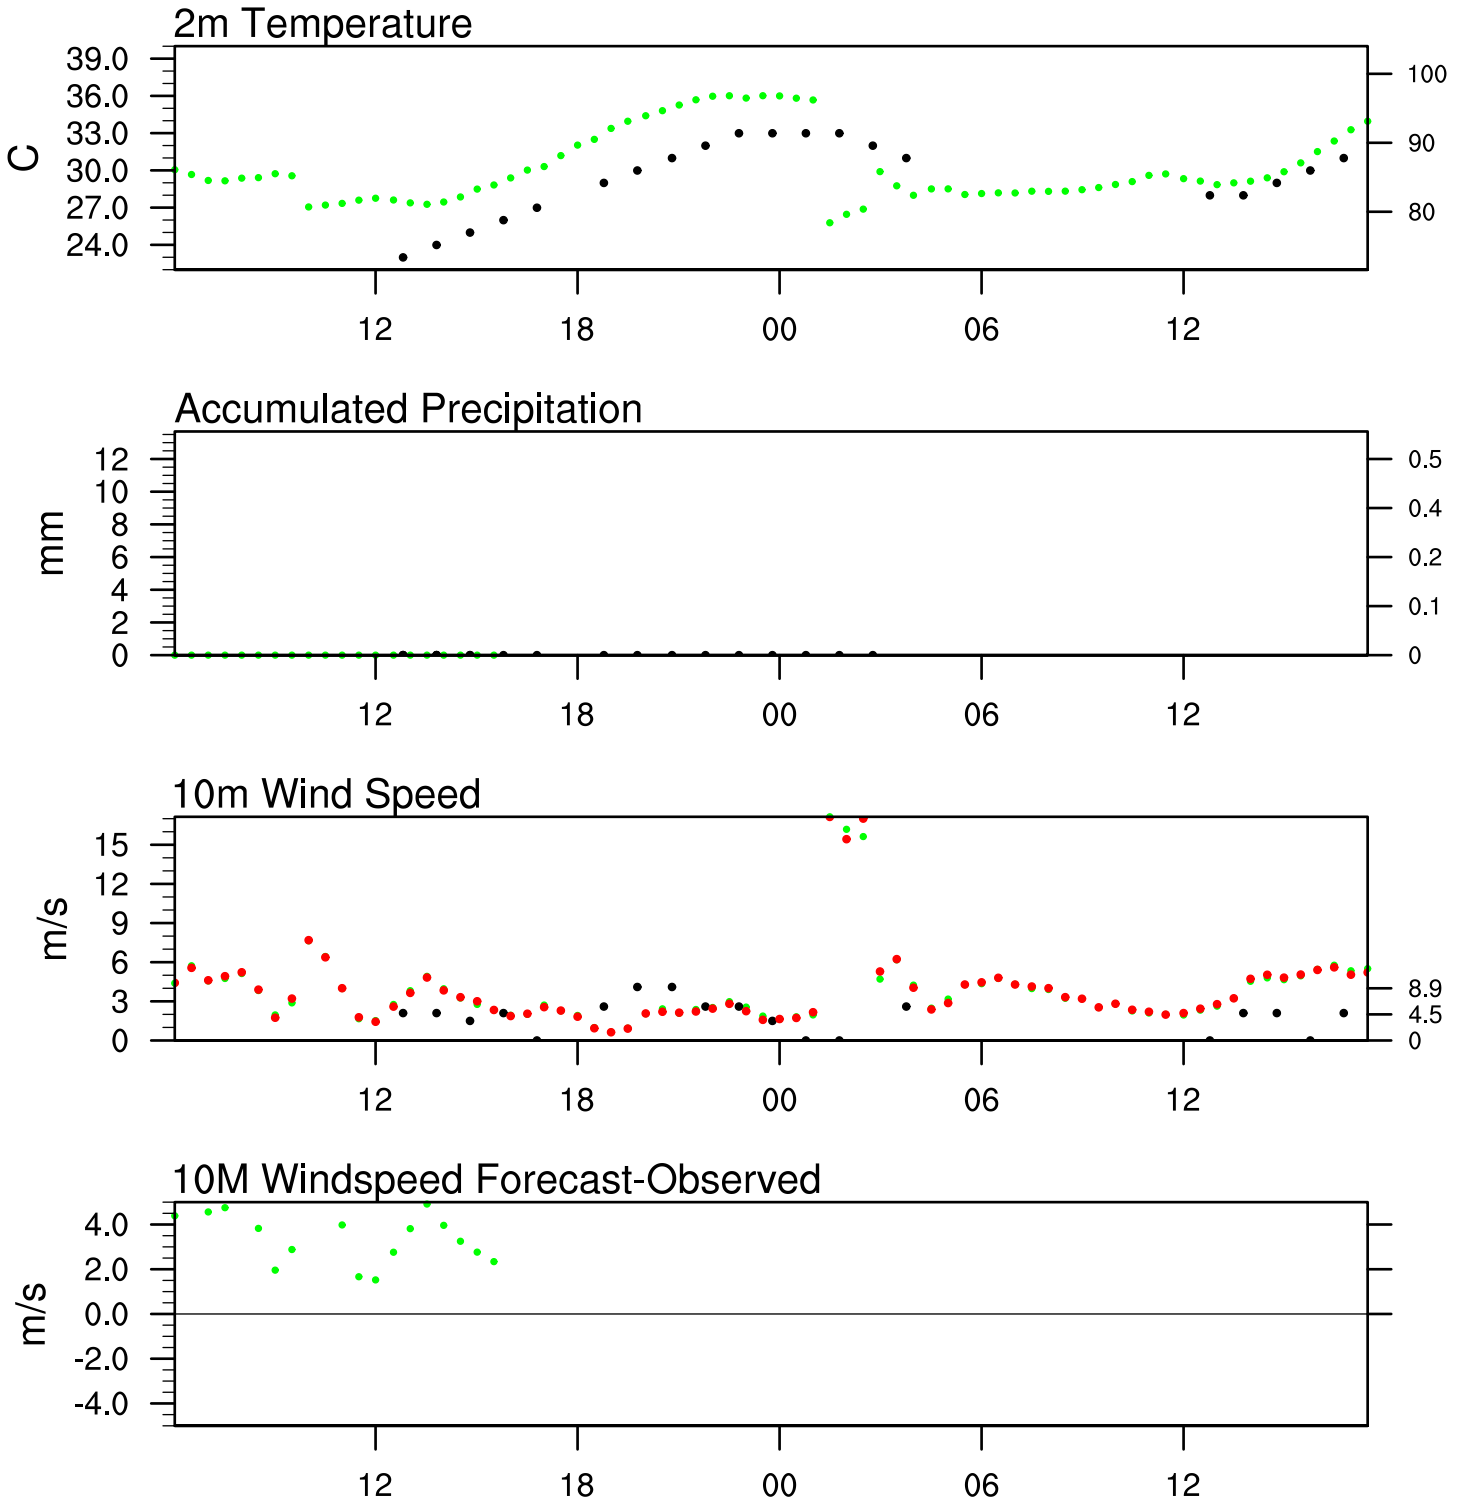 2m Temperature
39.0
36.0
33.0
30.0
27.0
24.0
C
100
90
80
12 18 00 06 12
Accumulated Precipitation
12
10
8
6
4
2
0
mm
0.5
0.4
0.2
0.1
0
12 18 00 06 12
10m Wind Speed
15
12
9
6
3
0
m/s
8.9
4.5
0
12 18 00 06 12
10M Windspeed Forecast-Observed
4.0
2.0
0.0
-2.0
-4.0
m/s
12 18 00 06 12